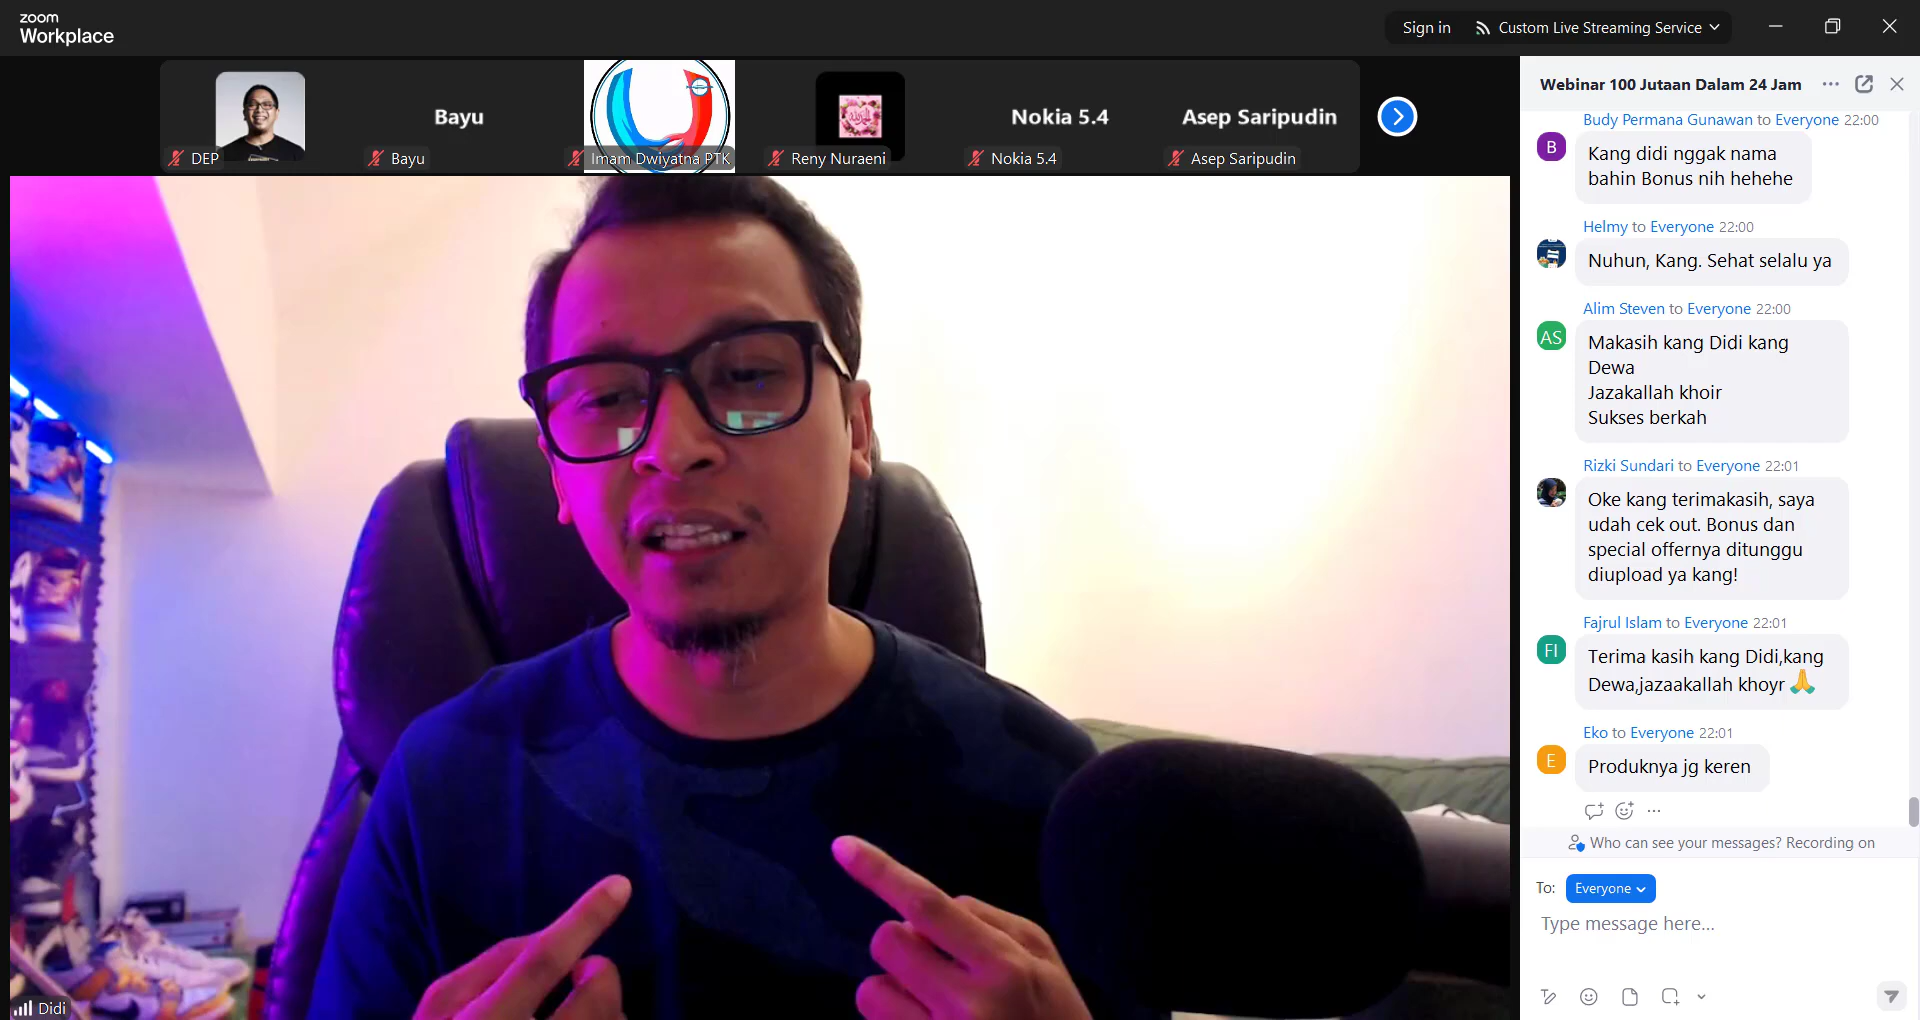 zoom
Workplace
Sign in
Custom Live Streaming Service
DEP
Bayu
Bayu
Imam Dwiyatna PTK
Reny Nuraeni
Nokia 5.4
Nokia 5.4
Asep Saripudin
Asep Saripudin
Didi
Webinar 100 Jutaan Dalam 24 Jam
Budy Permana Gunawan to Everyone 22:00
B
Kang didi nggak nama
bahin Bonus nih hehehe
Helmy to Everyone 22:00
Nuhun, Kang. Sehat selalu ya
Alim Steven to Everyone 22:00
AS
Makasih kang Didi kang
Dewa
Jazakallah khoir
Sukses berkah
Rizki Sundari to Everyone 22:01
Oke kang terimakasih, saya
udah cek out. Bonus dan
special offernya ditunggu
diupload ya kang!
Fajrul Islam to Everyone 22:01
FI
Terima kasih kang Didi,kang
Dewa,jazaakallah khoyr 🙏
Eko to Everyone 22:01
E
Produknya jg keren
Who can see your messages? Recording on
To: Everyone
Type message here...